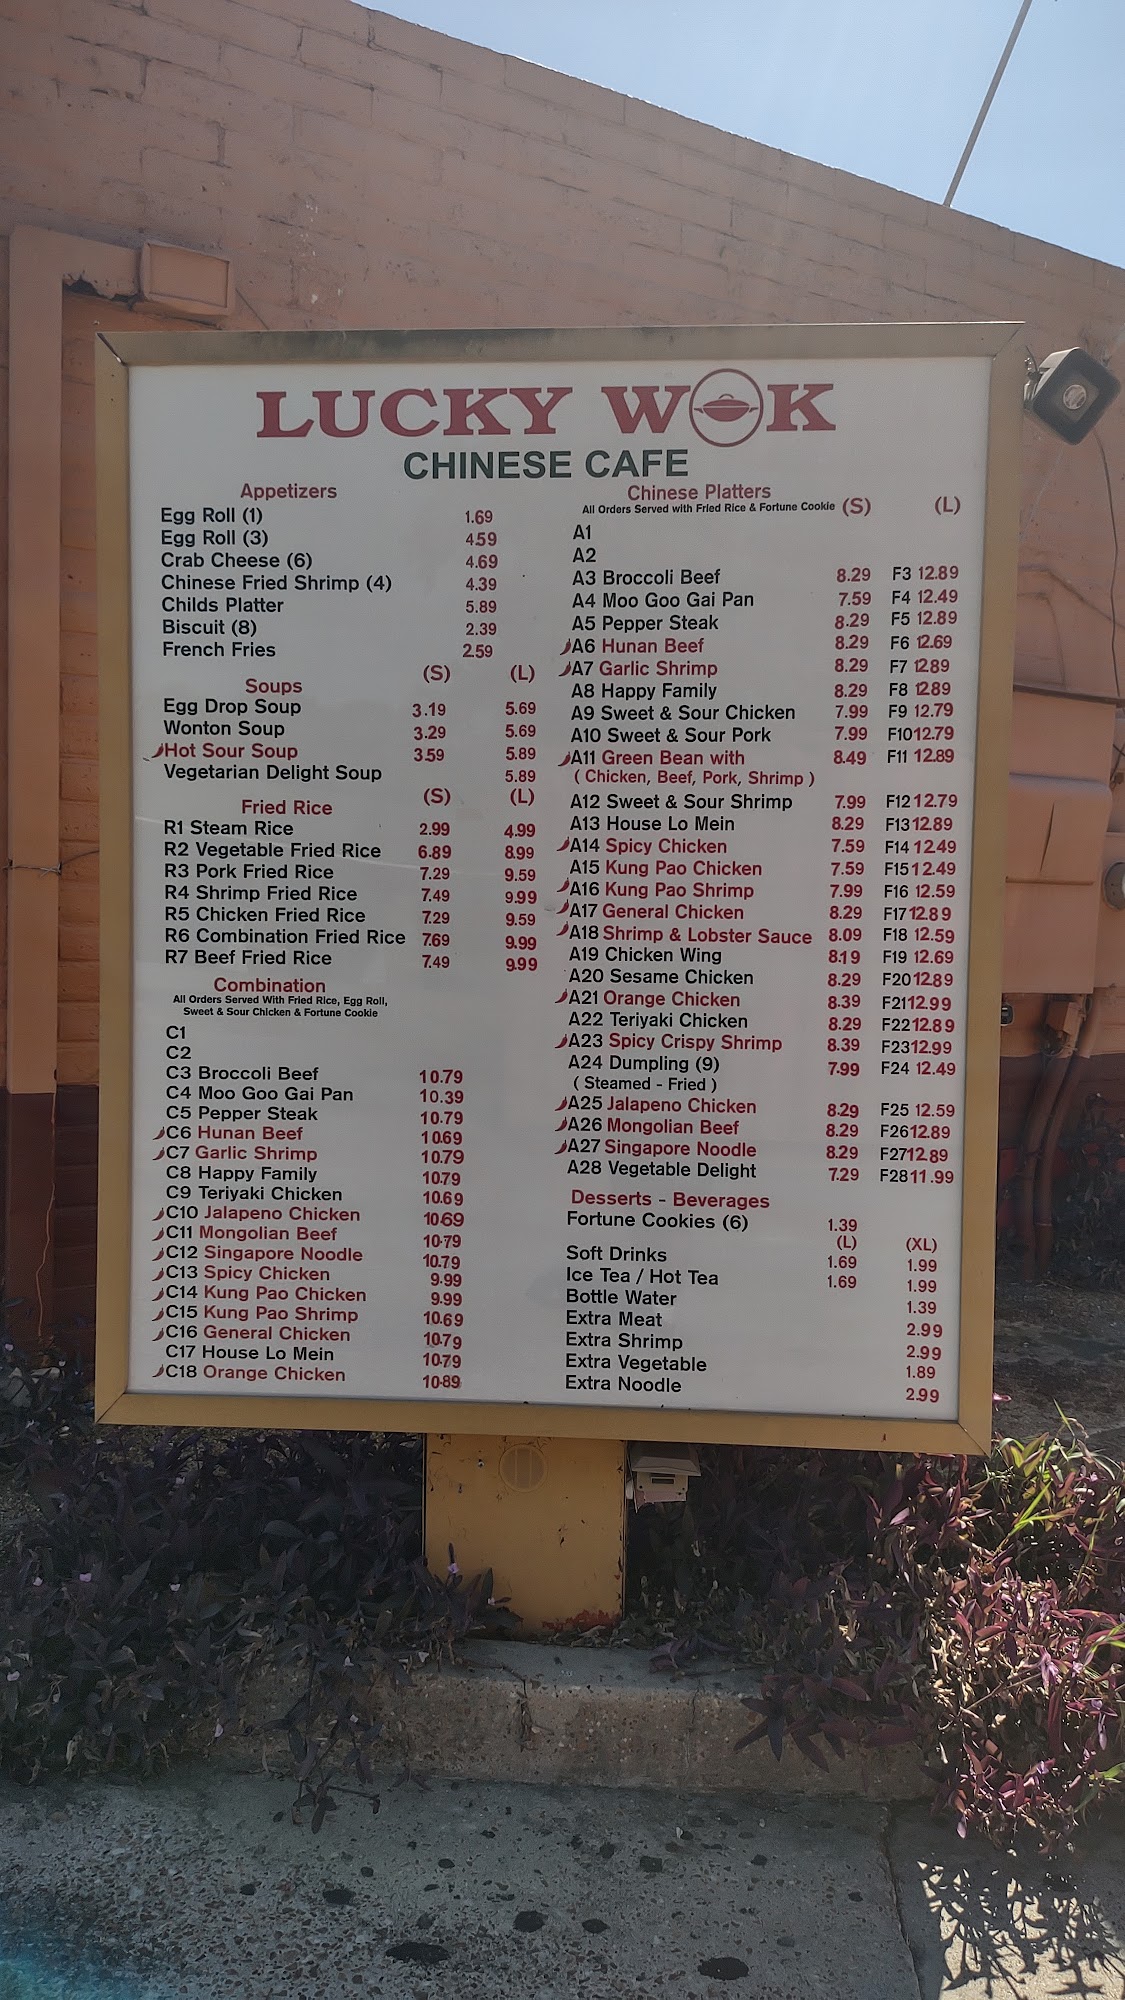 LUCKY WOK
CHINESE CAFE
Appetizers
Egg Roll (1) 1.69
Egg Roll (3) 4.59
Crab Cheese (6) 4.69
Chinese Fried Shrimp (4) 4.39
Childs Platter 5.89
Biscuit (8) 2.39
French Fries 2.59
Soups (S) (L)
Egg Drop Soup 3.19 5.69
Wonton Soup 3.29 5.69
Hot Sour Soup 3.59 5.89
Vegetarian Delight Soup 5.89
Fried Rice (S) (L)
R1 Steam Rice 2.99 4.99
R2 Vegetable Fried Rice 6.89 8.99
R3 Pork Fried Rice 7.29 9.59
R4 Shrimp Fried Rice 7.49 9.99
R5 Chicken Fried Rice 7.29 9.59
R6 Combination Fried Rice 7.69 9.99
R7 Beef Fried Rice 7.49 9.99
Combination
All Orders Served With Fried Rice, Egg Roll,
Sweet & Sour Chicken & Fortune Cookie
C1
C2
C3 Broccoli Beef 10.79
C4 Moo Goo Gai Pan 10.39
C5 Pepper Steak 10.79
C6 Hunan Beef 10.69
C7 Garlic Shrimp 10.79
C8 Happy Family 10.79
C9 Teriyaki Chicken 10.69
C10 Jalapeno Chicken 10.69
C11 Mongolian Beef 10.79
C12 Singapore Noodle 10.79
C13 Spicy Chicken 9.99
C14 Kung Pao Chicken 9.99
C15 Kung Pao Shrimp 10.69
C16 General Chicken 10.79
C17 House Lo Mein 10.79
C18 Orange Chicken 10.89
Chinese Platters
All Orders Served with Fried Rice & Fortune Cookie (S) (L)
A1
A2
A3 Broccoli Beef 8.29 F3 12.89
A4 Moo Goo Gai Pan 7.59 F4 12.49
A5 Pepper Steak 8.29 F5 12.89
A6 Hunan Beef 8.29 F6 12.69
A7 Garlic Shrimp 8.29 F7 12.89
A8 Happy Family 8.29 F8 12.89
A9 Sweet & Sour Chicken 7.99 F9 12.79
A10 Sweet & Sour Pork 7.99 F10 12.79
A11 Green Bean with 8.49 F11 12.89
( Chicken, Beef, Pork, Shrimp )
A12 Sweet & Sour Shrimp 7.99 F12 12.79
A13 House Lo Mein 8.29 F13 12.89
A14 Spicy Chicken 7.59 F14 12.49
A15 Kung Pao Chicken 7.59 F15 12.49
A16 Kung Pao Shrimp 7.99 F16 12.59
A17 General Chicken 8.29 F17 12.89
A18 Shrimp & Lobster Sauce 8.09 F18 12.59
A19 Chicken Wing 8.19 F19 12.69
A20 Sesame Chicken 8.29 F20 12.89
A21 Orange Chicken 8.39 F21 12.99
A22 Teriyaki Chicken 8.29 F22 12.89
A23 Spicy Crispy Shrimp 8.39 F23 12.99
A24 Dumpling (9) 7.99 F24 12.49
( Steamed - Fried )
A25 Jalapeno Chicken 8.29 F25 12.59
A26 Mongolian Beef 8.29 F26 12.89
A27 Singapore Noodle 8.29 F27 12.89
A28 Vegetable Delight 7.29 F28 11.99
Desserts - Beverages
Fortune Cookies (6) 1.39
(L) (XL)
Soft Drinks 1.69 1.99
Ice Tea / Hot Tea 1.69 1.99
Bottle Water 1.39
Extra Meat 2.99
Extra Shrimp 2.99
Extra Vegetable 1.89
Extra Noodle 2.99